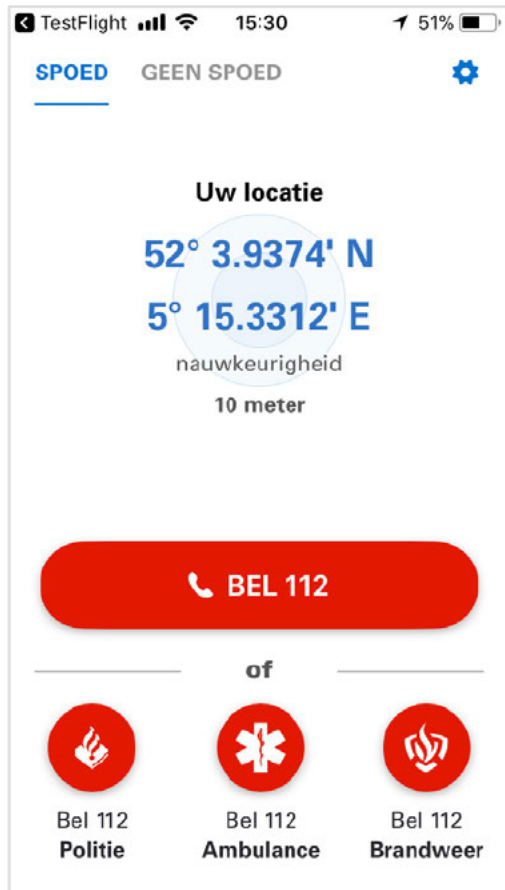 TestFlight 15:30 51%
SPOED GEEN SPOED
Uw locatie
52° 3.9374' N
5° 15.3312' E
nauwkeurigheid
10 meter
BEL 112
of
Bel 112 Bel 112 Bel 112
Politie Ambulance Brandweer